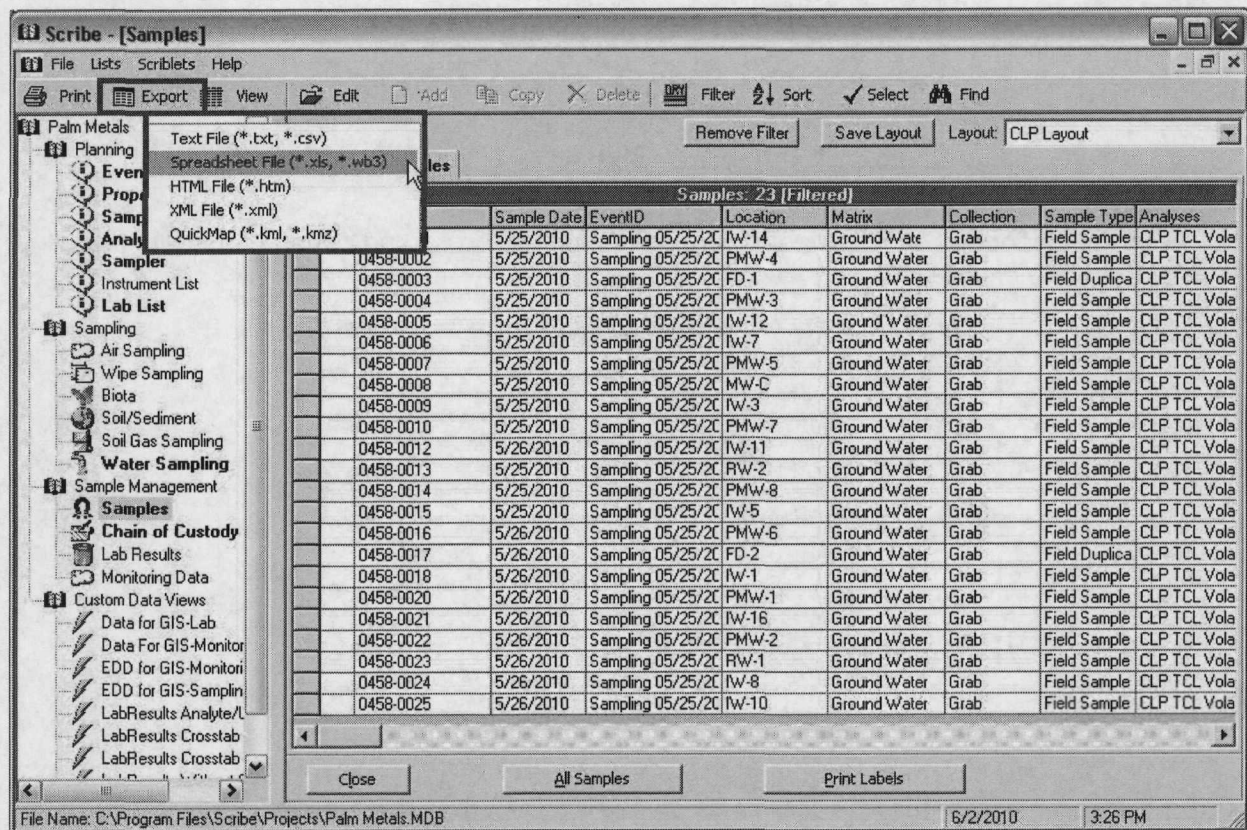 Scribe - [Samples]
File Lists Scriblets Help
Print Export View Edit Add Copy Delete DRY Filter Sort Select Find
Palm Metals
Planning
Even
Prop
Samp
Analy
Sampler
Instrument List
Lab List
Sampling
Air Sampling
Wipe Sampling
Biota
Soil/Sediment
Soil Gas Sampling
Water Sampling
Sample Management
Samples
Chain of Custody
Lab Results
Monitoring Data
Custom Data Views
Data for GIS-Lab
Data For GIS-Monitor
EDD for GIS-Monitori
EDD for GIS-Samplin
LabResults Analyte/L
LabResults Crosstab
LabResults Crosstab
Text File (*.txt, *.csv)
Spreadsheet File (*.xls, *.wb3)
HTML File (*.htm)
XML File (*.xml)
QuickMap (*.kml, *.kmz)
Remove Filter Save Layout Layout: CLP Layout
les
Samples: 23 [Filtered]
Sample Date EventID Location Matrix Collection Sample Type Analyses
5/25/2010 Sampling 05/25/20 IW-14 Ground Wate Grab Field Sample CLP TCL Vola
0458-0002 5/25/2010 Sampling 05/25/20 PMW-4 Ground Water Grab Field Sample CLP TCL Vola
0458-0003 5/25/2010 Sampling 05/25/20 FD-1 Ground Water Grab Field Duplica CLP TCL Vola
0458-0004 5/25/2010 Sampling 05/25/20 PMW-3 Ground Water Grab Field Sample CLP TCL Vola
0458-0005 5/25/2010 Sampling 05/25/20 IW-12 Ground Water Grab Field Sample CLP TCL Vola
0458-0006 5/25/2010 Sampling 05/25/20 IW-7 Ground Water Grab Field Sample CLP TCL Vola
0458-0007 5/25/2010 Sampling 05/25/20 PMW-5 Ground Water Grab Field Sample CLP TCL Vola
0458-0008 5/25/2010 Sampling 05/25/20 MW-C Ground Water Grab Field Sample CLP TCL Vola
0458-0009 5/25/2010 Sampling 05/25/20 IW-3 Ground Water Grab Field Sample CLP TCL Vola
0458-0010 5/25/2010 Sampling 05/25/20 PMW-7 Ground Water Grab Field Sample CLP TCL Vola
0458-0012 5/26/2010 Sampling 05/25/20 IW-11 Ground Water Grab Field Sample CLP TCL Vola
0458-0013 5/25/2010 Sampling 05/25/20 RW-2 Ground Water Grab Field Sample CLP TCL Vola
0458-0014 5/25/2010 Sampling 05/25/20 PMW-8 Ground Water Grab Field Sample CLP TCL Vola
0458-0015 5/25/2010 Sampling 05/25/20 IW-5 Ground Water Grab Field Sample CLP TCL Vola
0458-0016 5/26/2010 Sampling 05/25/20 PMW-6 Ground Water Grab Field Sample CLP TCL Vola
0458-0017 5/26/2010 Sampling 05/25/20 FD-2 Ground Water Grab Field Duplica CLP TCL Vola
0458-0018 5/26/2010 Sampling 05/25/20 IW-1 Ground Water Grab Field Sample CLP TCL Vola
0458-0020 5/26/2010 Sampling 05/25/20 PMW-1 Ground Water Grab Field Sample CLP TCL Vola
0458-0021 5/26/2010 Sampling 05/25/20 IW-16 Ground Water Grab Field Sample CLP TCL Vola
0458-0022 5/26/2010 Sampling 05/25/20 PMW-2 Ground Water Grab Field Sample CLP TCL Vola
0458-0023 5/26/2010 Sampling 05/25/20 RW-1 Ground Water Grab Field Sample CLP TCL Vola
0458-0024 5/26/2010 Sampling 05/25/20 IW-8 Ground Water Grab Field Sample CLP TCL Vola
0458-0025 5/26/2010 Sampling 05/25/20 IW-10 Ground Water Grab Field Sample CLP TCL Vola
Close All Samples Print Labels
File Name: C:\Program Files\Scribe\Projects\Palm Metals.MDB 6/2/2010 3:26 PM